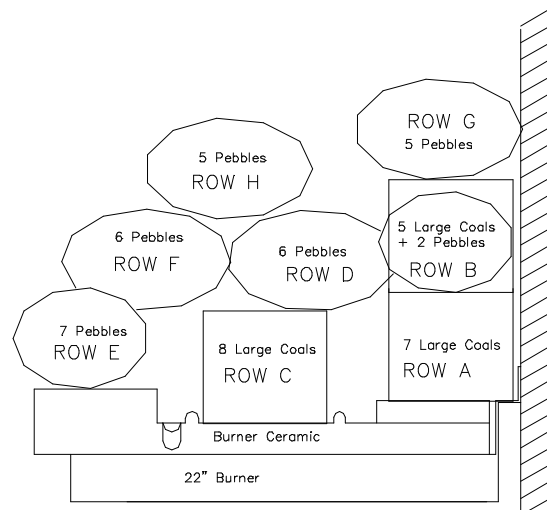 ROW G
5 Pebbles
5 Pebbles
ROW H
5 Large Coals
+ 2 Pebbles
ROW B
6 Pebbles
ROW F
6 Pebbles
ROW D
7 Pebbles
ROW E
8 Large Coals
ROW C
7 Large Coals
ROW A
Burner Ceramic
22" Burner